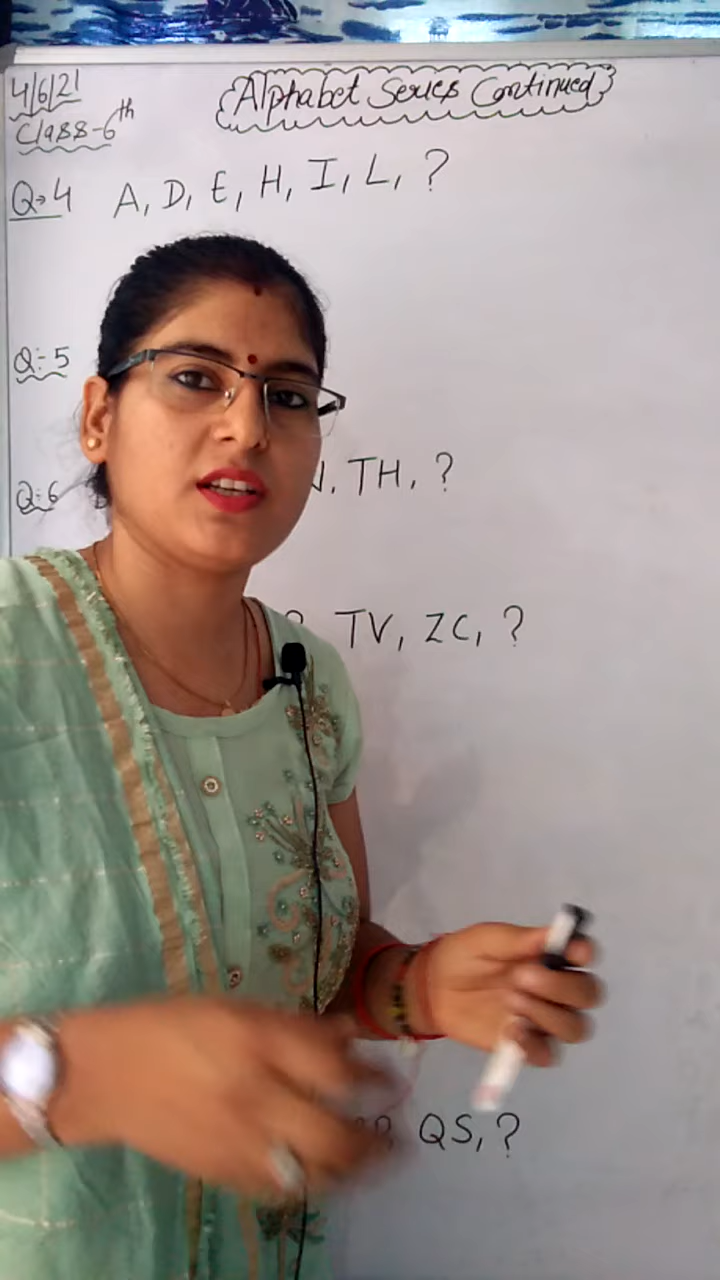 4/6/21
Class-6th
Alphabet Series Continued
Q→4 A, D, E, H, I, L, ?
Q:-5
Q:6 , TH, ?
TV, ZC, ?
QS, ?